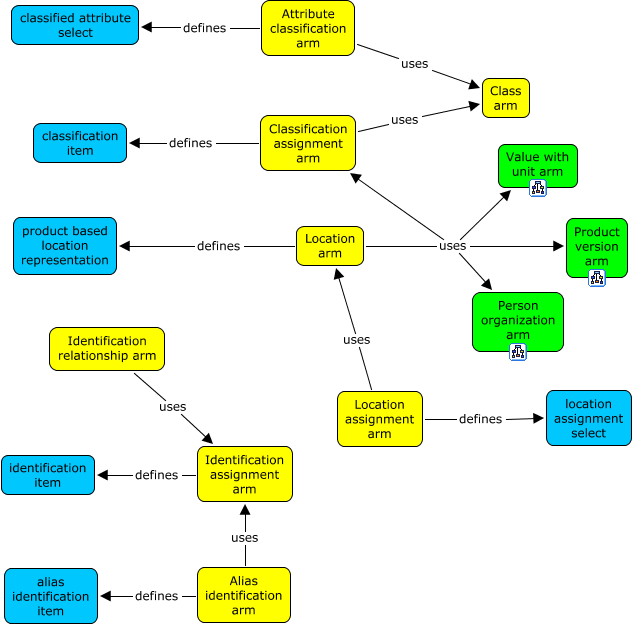 classified attribute
select
defines
Attribute
classification
arm
uses
Class
arm
classification
item
defines
Classification
assignment
arm
uses
Value with
unit arm
product based
location
representation
defines
Location
arm
uses
Product
version
arm
Person
organization
arm
Identification
relationship arm
uses
uses
Location
assignment
arm
defines
location
assignment
select
identification
item
defines
Identification
assignment
arm
uses
alias
identification
item
defines
Alias
identification
arm